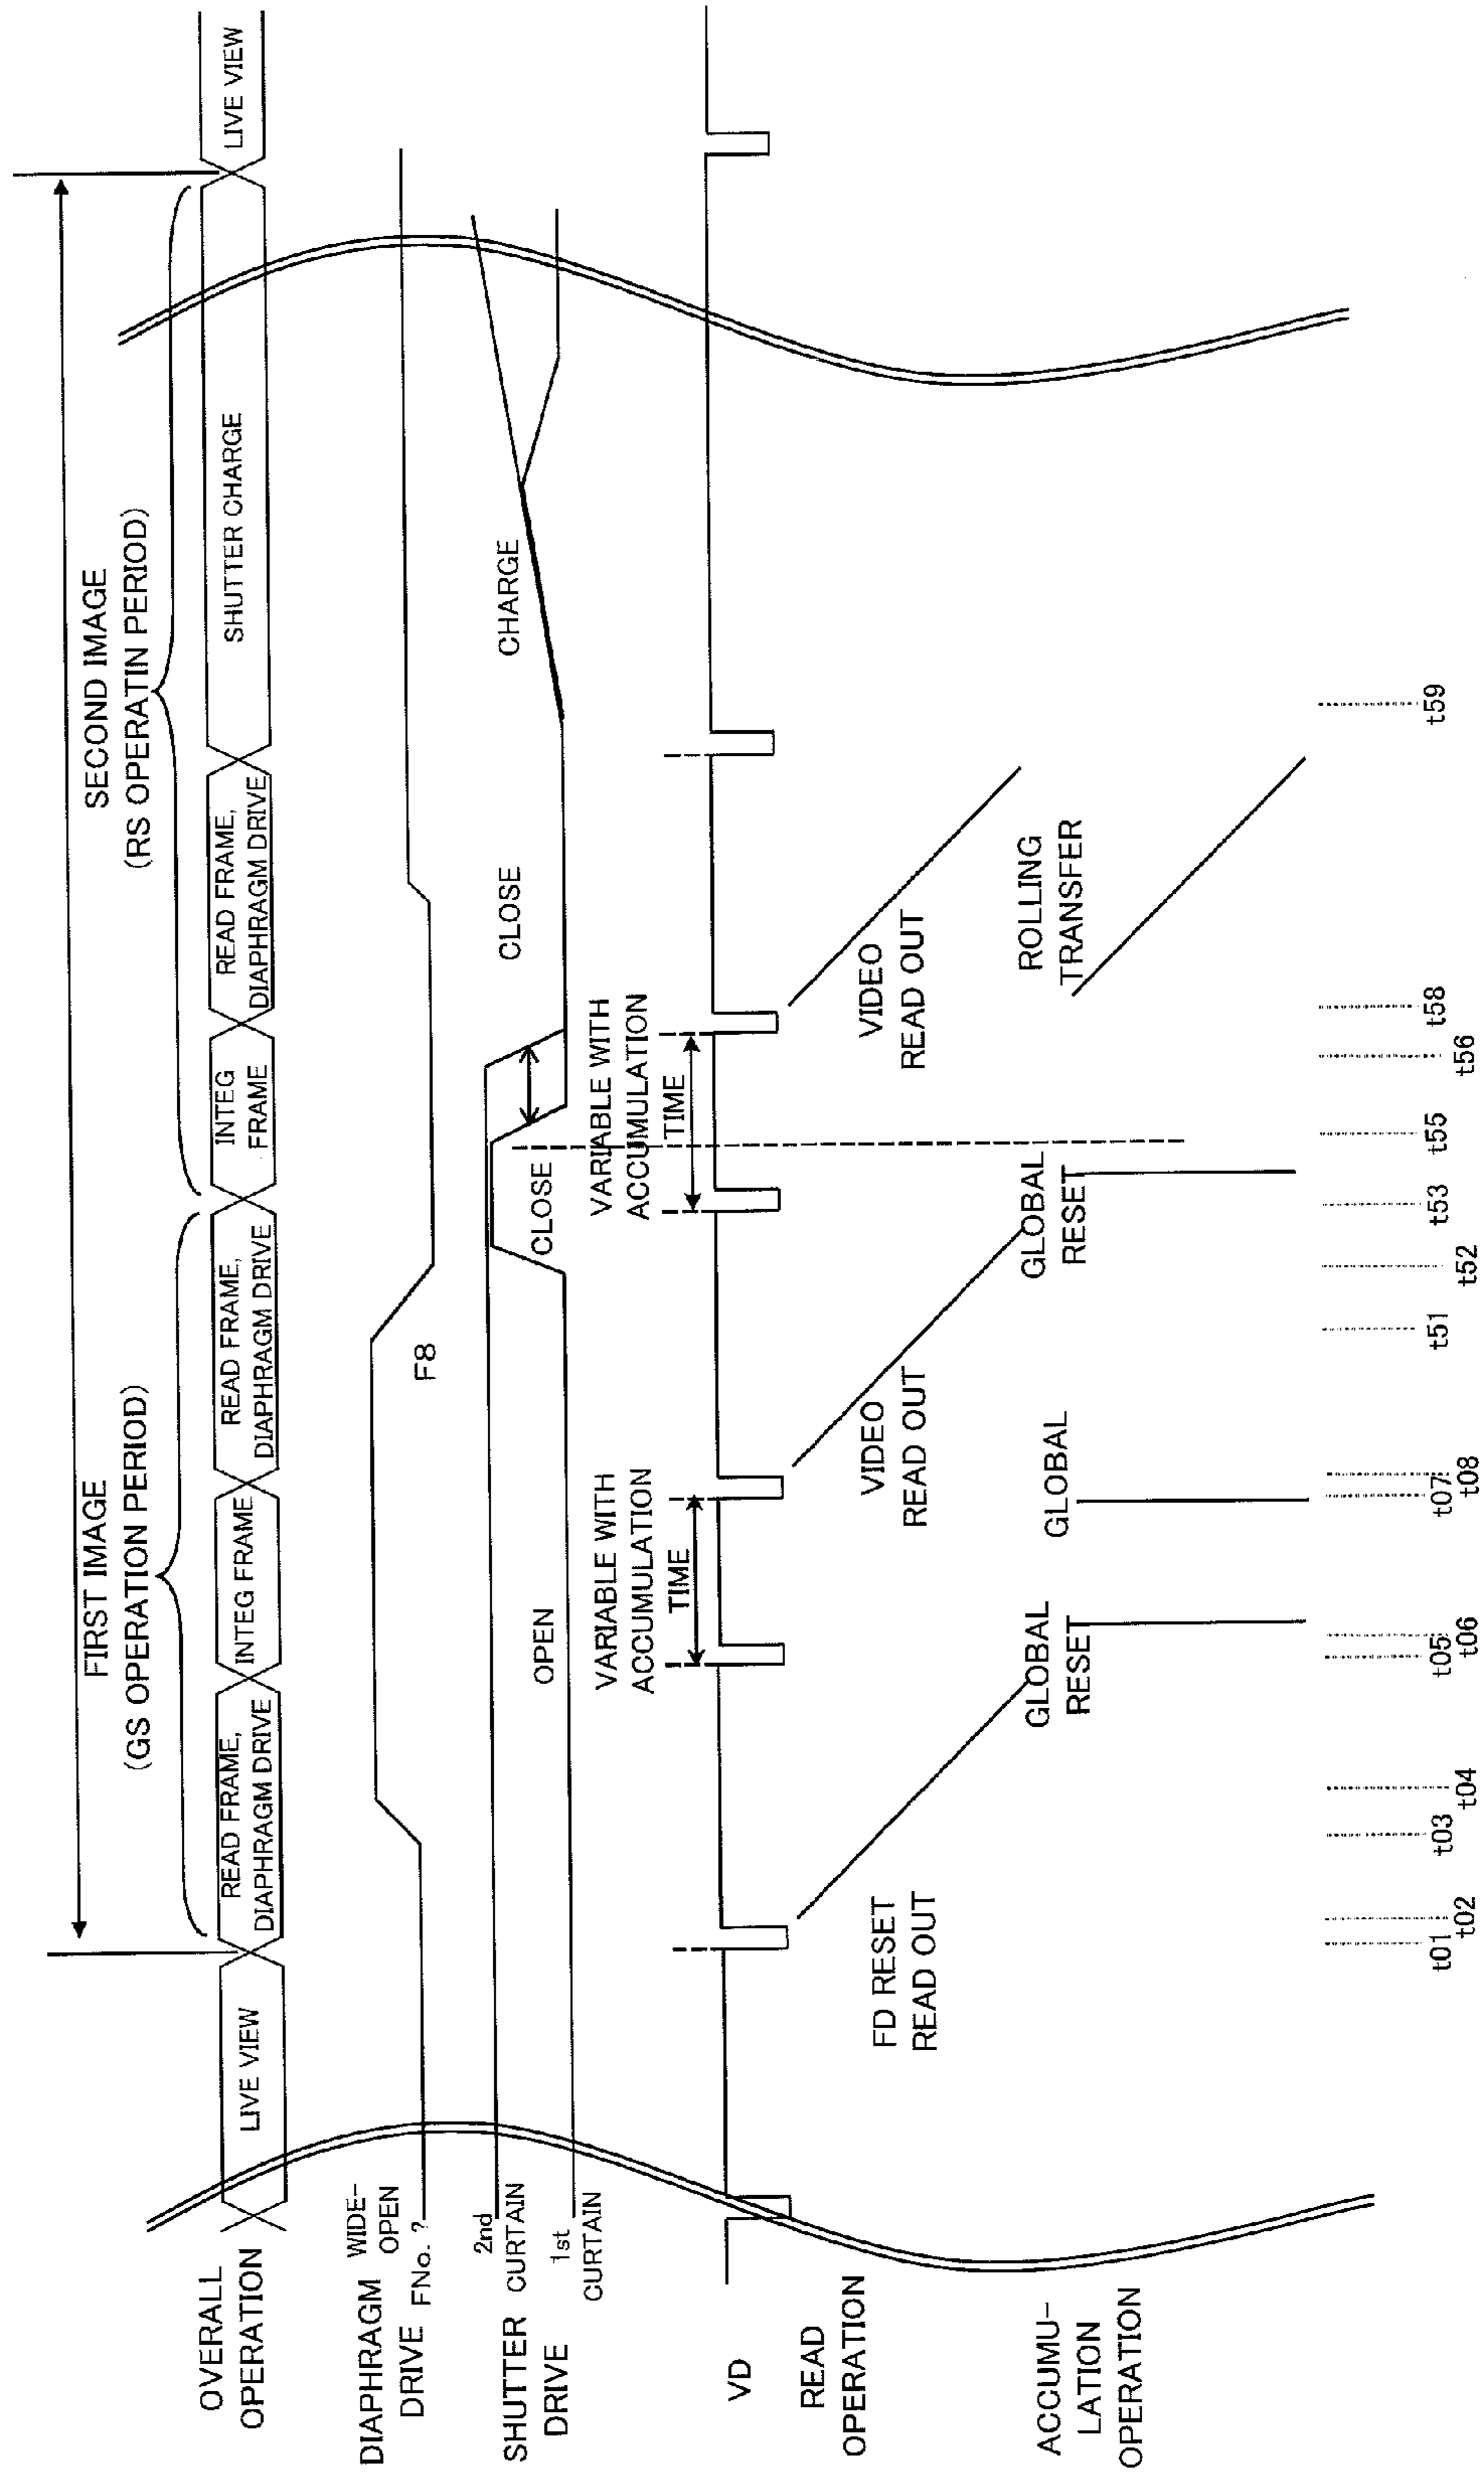 FIRST IMAGE
(GS OPERATION PERIOD)
SECOND IMAGE
(RS OPERATIN PERIOD)
OVERALL
OPERATION
LIVE VIEW
READ FRAME,
DIAPHRAGM DRIVE
INTEG FRAME
READ FRAME,
DIAPHRAGM DRIVE
INTEG
FRAME
READ FRAME,
DIAPHRAGM DRIVE
SHUTTER CHARGE
LIVE VIEW
DIAPHRAGM
DRIVE
WIDE-
OPEN
FNo. ?
F8
SHUTTER
DRIVE
2nd
CURTAIN
1st
CURTAIN
OPEN
CLOSE
CLOSE
CHARGE
VARIABLE WITH
ACCUMULATION
TIME
VARIABLE WITH
ACCUMULATION
TIME
VD
READ
OPERATION
FD RESET
READ OUT
VIDEO
READ OUT
VIDEO
READ OUT
ACCUMU-
LATION
OPERATION
GLOBAL
RESET
GLOBAL
GLOBAL
RESET
ROLLING
TRANSFER
t01
t02
t03
t04
t05
t06
t07
t08
t51
t52
t53
t55
t56
t58
t59